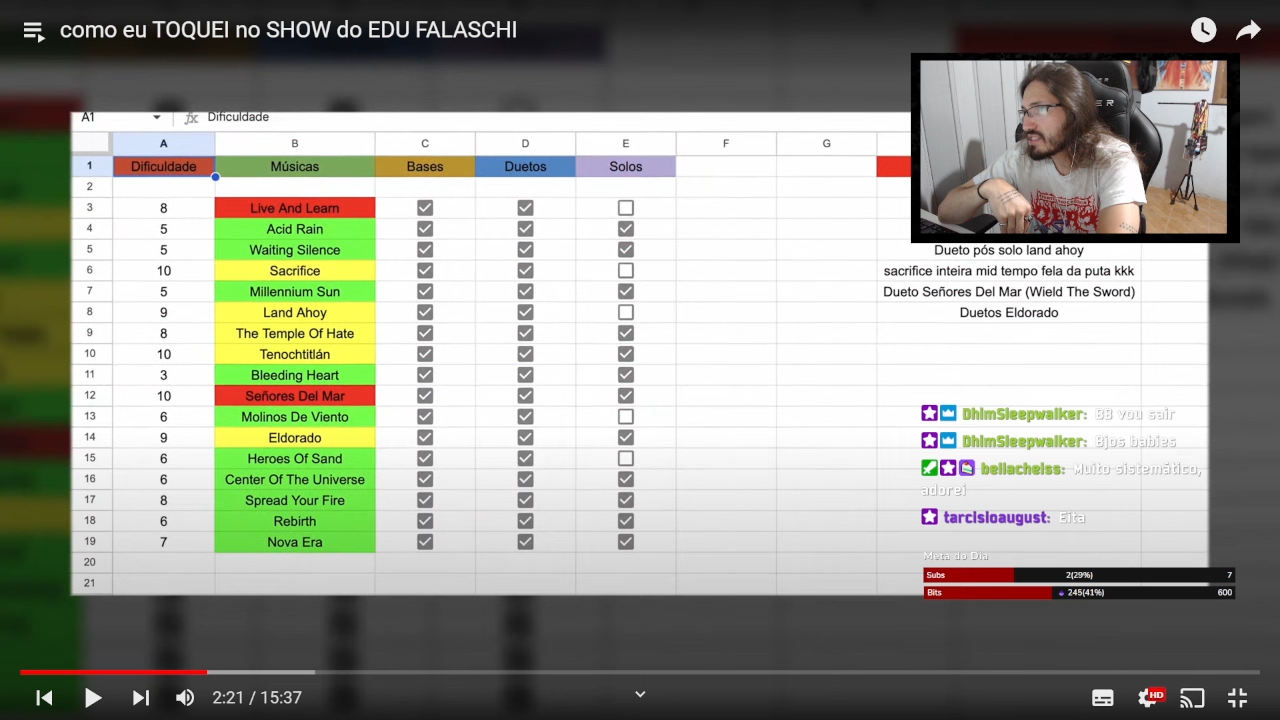 como eu TOQUEI no SHOW do EDU FALASCHI
A1 fx Dificuldade
A B C D E F G
1 Dificuldade Músicas Bases Duetos Solos
2
3 8 Live And Learn
4 5 Acid Rain
5 5 Waiting Silence Dueto pós solo land ahoy
6 10 Sacrifice sacrifice inteira mid tempo fela da puta kkk
7 5 Millennium Sun Dueto Señores Del Mar (Wield The Sword)
8 9 Land Ahoy Duetos Eldorado
9 8 The Temple Of Hate
10 10 Tenochtitlán
11 3 Bleeding Heart
12 10 Señores Del Mar
13 6 Molinos De Viento
14 9 Eldorado
15 6 Heroes Of Sand
16 6 Center Of The Universe
17 8 Spread Your Fire
18 6 Rebirth
19 7 Nova Era
20
21
DhImSleepwalker: BB vou sair
DhImSleepwalker: Bjos babies
bellacheiss: Muito sistemático,
adorei
tarcisioaugust: Eita
Meta do Dia
Subs 2(29%) 7
Bits 245(41%) 600
2:21 / 15:37
HD